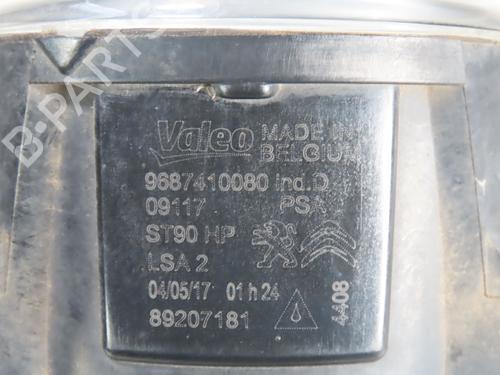 B-PARTS
Valeo MADE IN BELGIUM
9687410080 Ind.D
09117 PSA
ST90 HP
LSA 2
04/05/17 01 h 24
89207181
4408